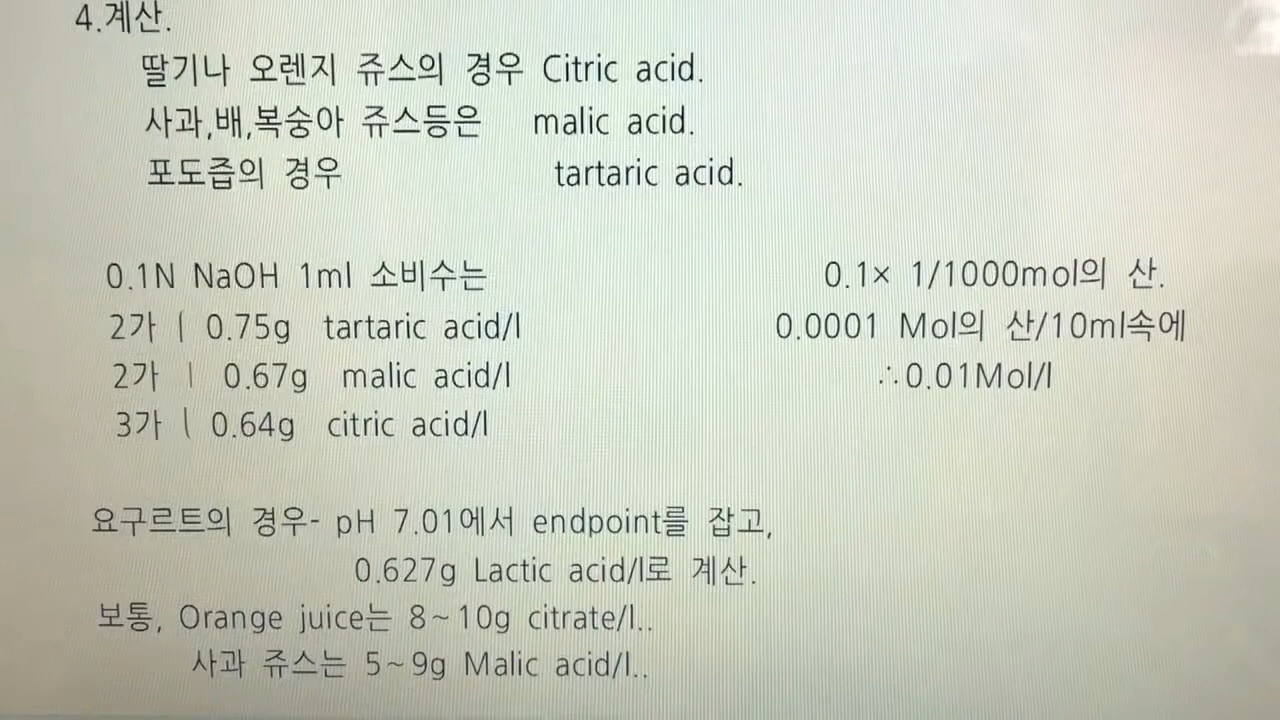 4.계산.
딸기나 오렌지 쥬스의 경우 Citric acid.
사과,배,복숭아 쥬스등은 malic acid.
포도즙의 경우 tartaric acid.
0.1N NaOH 1ml 소비수는 0.1× 1/1000mol의 산.
2가 | 0.75g tartaric acid/l 0.0001 Mol의 산/10ml속에
2가 | 0.67g malic acid/l ∴0.01Mol/l
3가 | 0.64g citric acid/l
요구르트의 경우- pH 7.01에서 endpoint를 잡고,
0.627g Lactic acid/l로 계산.
보통, Orange juice는 8~10g citrate/l..
사과 쥬스는 5~9g Malic acid/l..